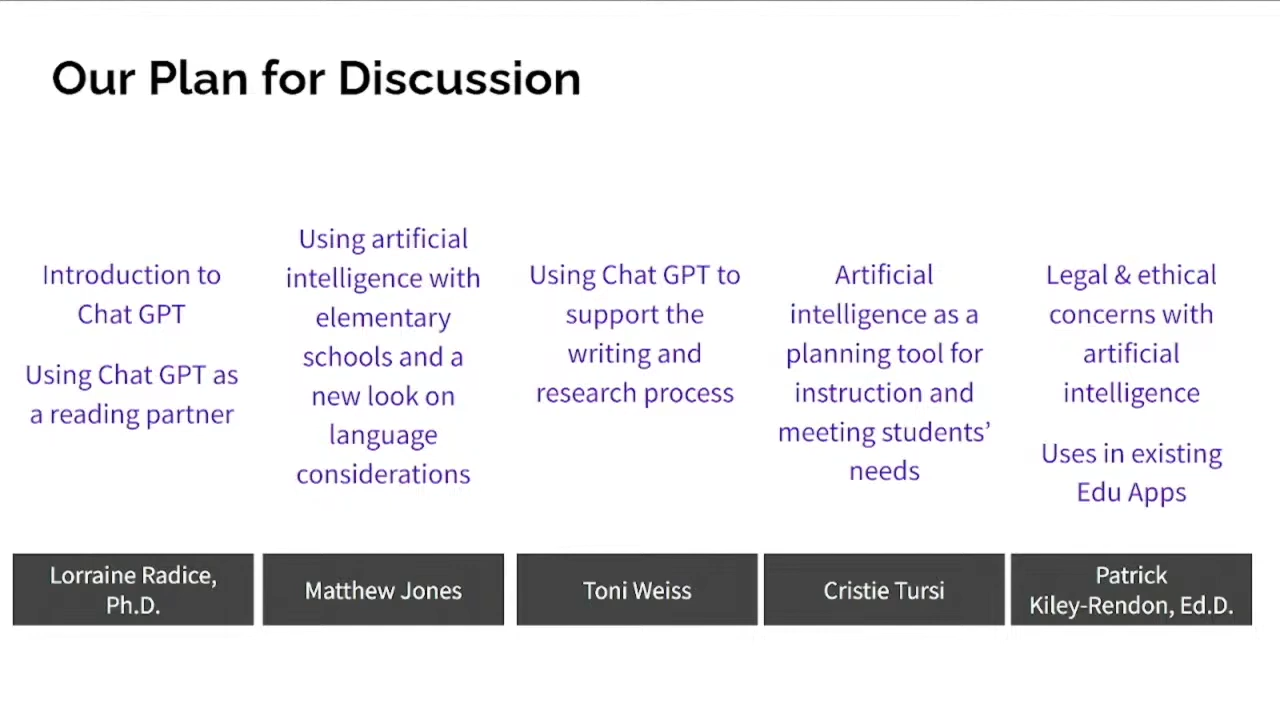 Our Plan for Discussion
Introduction to
Chat GPT
Using Chat GPT as
a reading partner
Using artificial
intelligence with
elementary
schools and a
new look on
language
considerations
Using Chat GPT to
support the
writing and
research process
Artificial
intelligence as a
planning tool for
instruction and
meeting students’
needs
Legal & ethical
concerns with
artificial
intelligence
Uses in existing
Edu Apps
Lorraine Radice,
Ph.D.
Matthew Jones
Toni Weiss
Cristie Tursi
Patrick
Kiley-Rendon, Ed.D.